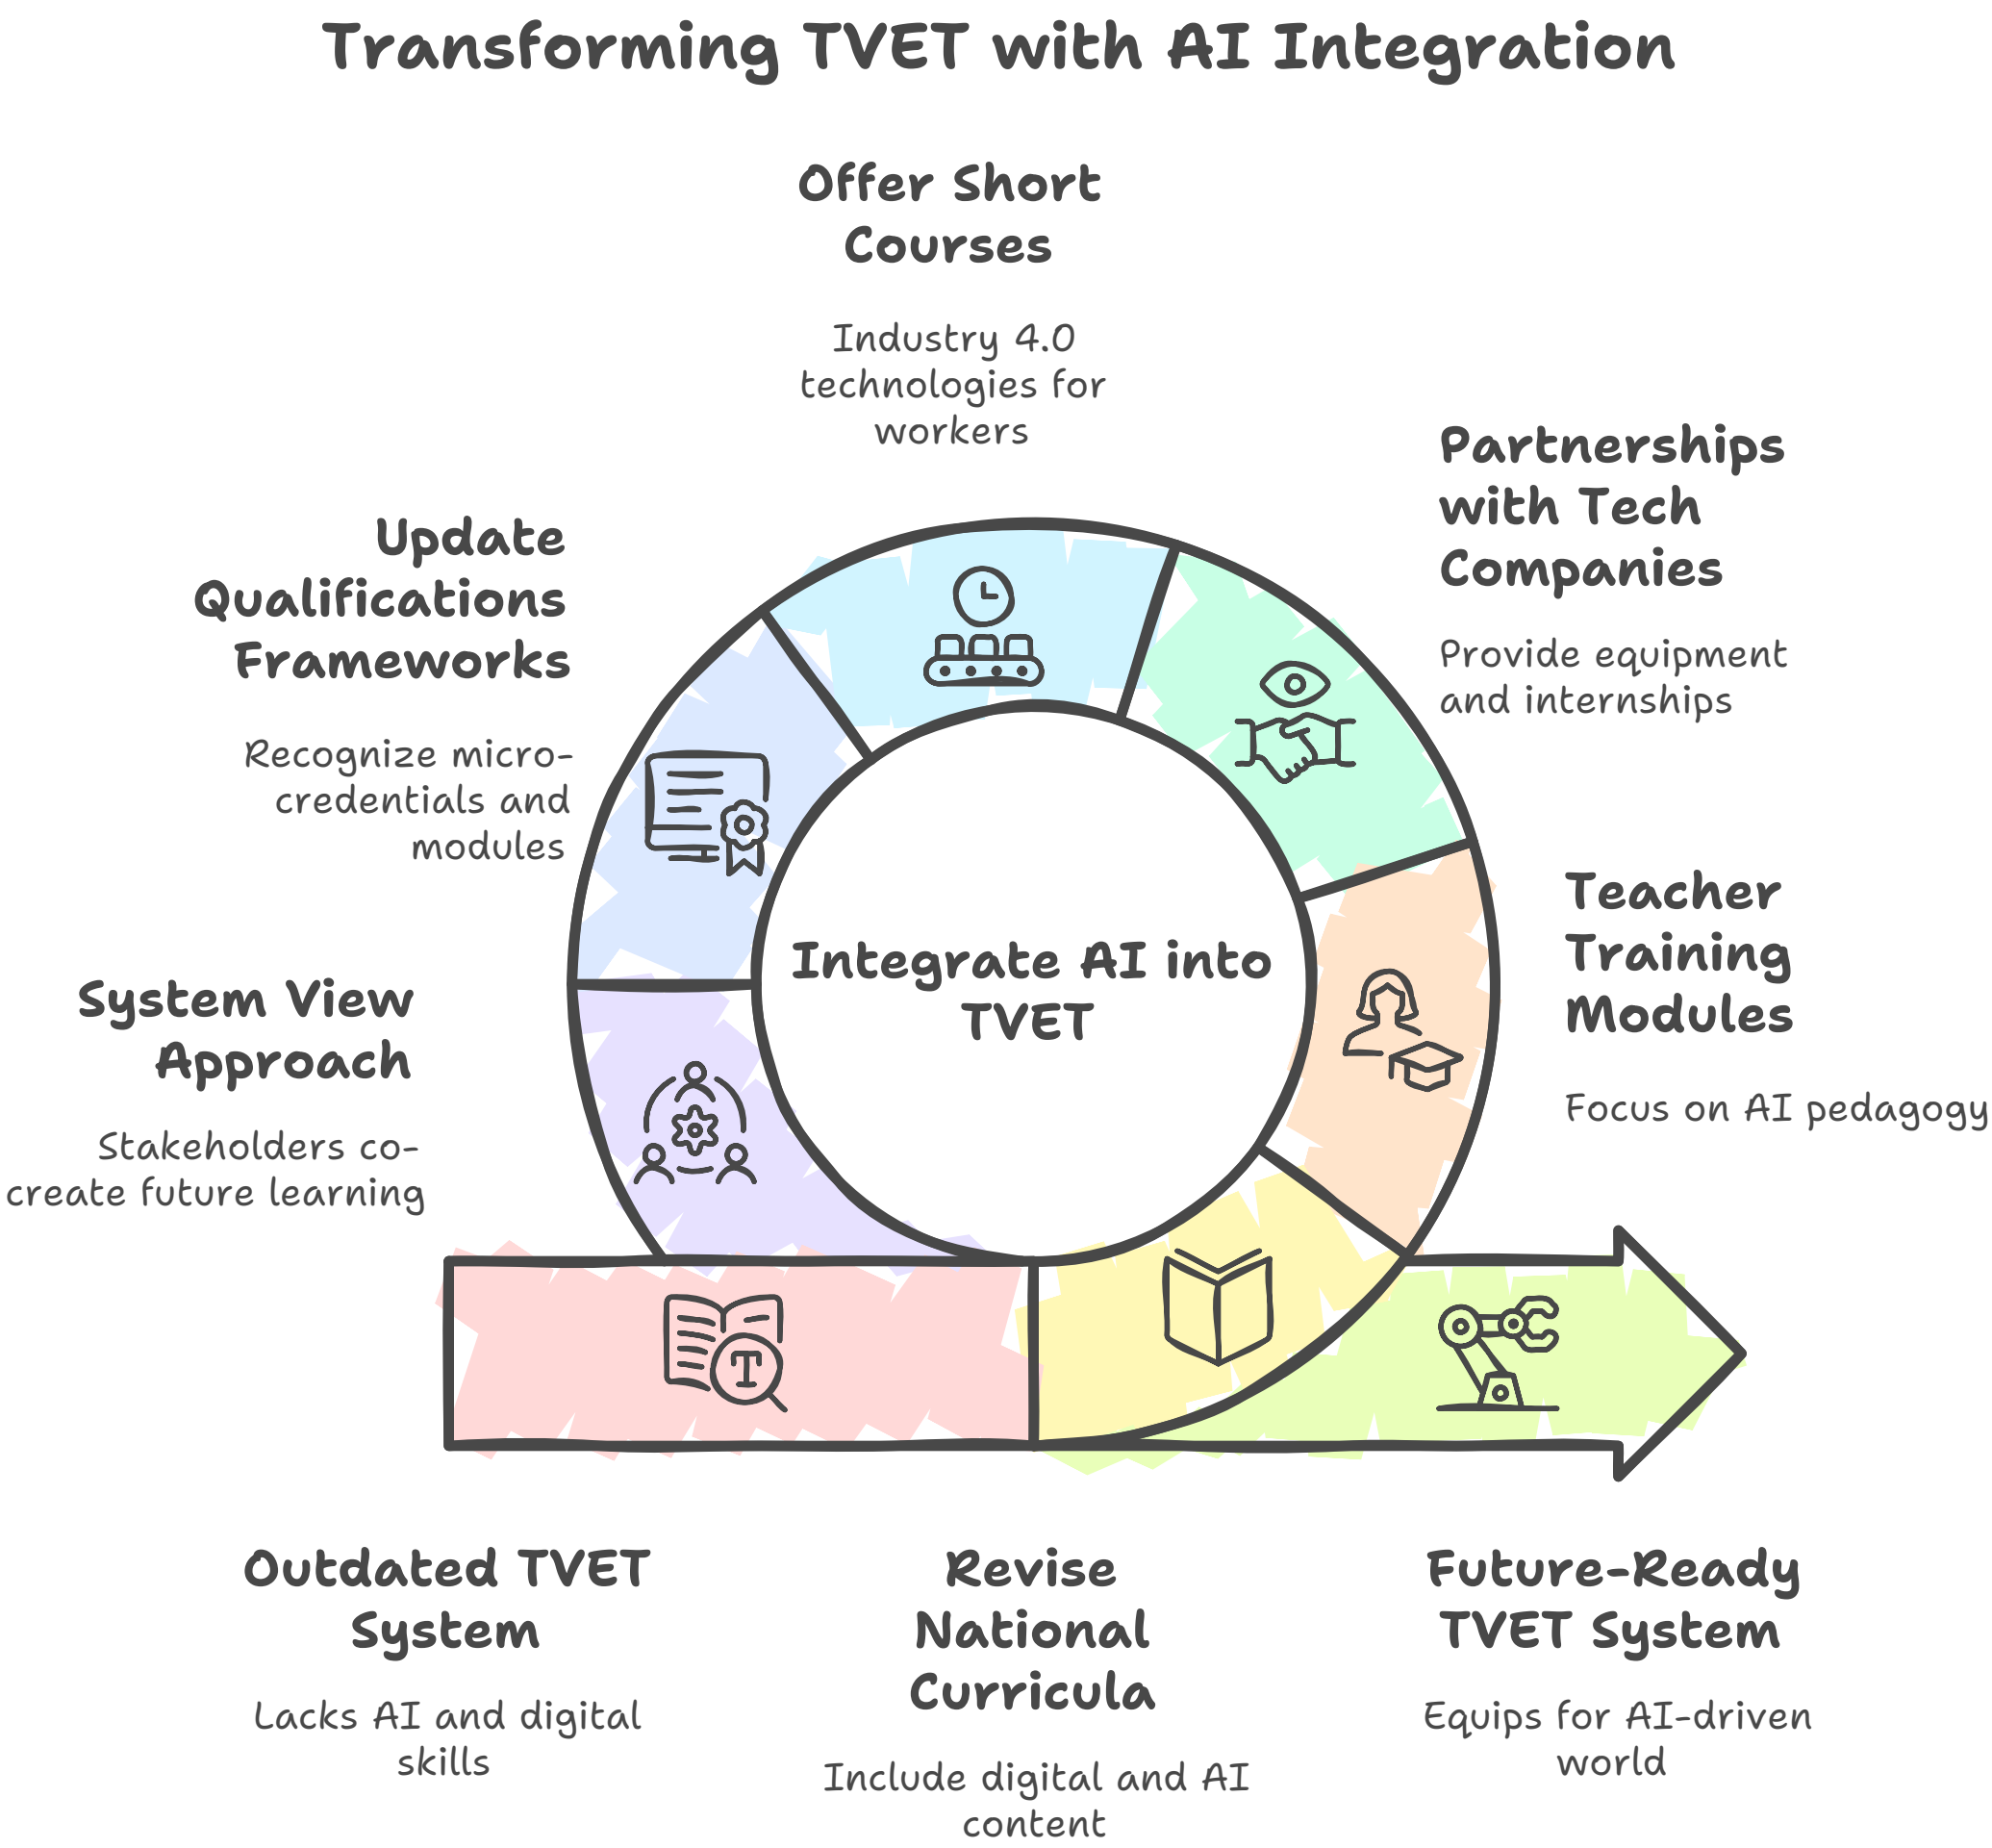 Transforming TVET with AI Integration
Offer Short
Courses
Industry 4.0
technologies for
workers
Partnerships
with Tech
Companies
Provide equipment
and internships
Update
Qualifications
Frameworks
Recognize micro-
credentials and
modules
Teacher
Training
Modules
Focus on AI pedagogy
Integrate AI into
TVET
System View
Approach
Stakeholders co-
create future learning
T
Outdated TVET
System
Lacks AI and digital
skills
Revise
National
Curricula
Include digital and AI
content
Future-Ready
TVET System
Equips for AI-driven
world